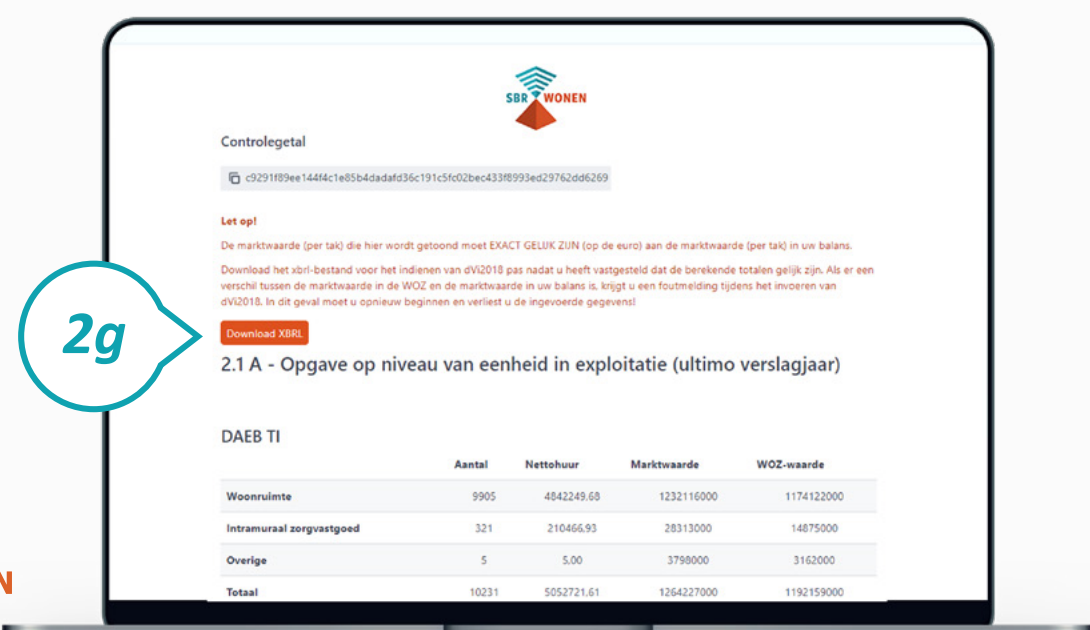 SBR WONEN
Controlegetal
c9291f89ee144f4c1e85b4dadafd36c191c5fc02bec433f8993ed29762dd6269
Let op!
De marktwaarde (per tak) die hier wordt getoond moet EXACT GELIJK ZIJN (op de euro) aan de marktwaarde (per tak) in uw balans.
Download het xbrl-bestand voor het indienen van dVi2018 pas nadat u heeft vastgesteld dat de berekende totalen gelijk zijn. Als er een
verschil tussen de marktwaarde in de WOZ en de marktwaarde in uw balans is, krijgt u een foutmelding tijdens het invoeren van
dVi2018. In dit geval moet u opnieuw beginnen en verliest u de ingevoerde gegevens!
2g
Download XBRL
2.1 A - Opgave op niveau van eenheid in exploitatie (ultimo verslagjaar)
DAEB TI
Aantal Nettohuur Marktwaarde WOZ-waarde
Woonruimte 9905 4842249.68 1232116000 1174122000
Intramuraal zorgvastgoed 321 210466,93 28313000 14875000
Overige 5 5,00 3798000 3162000
Totaal 10231 5052721,61 1264227000 1192159000
N